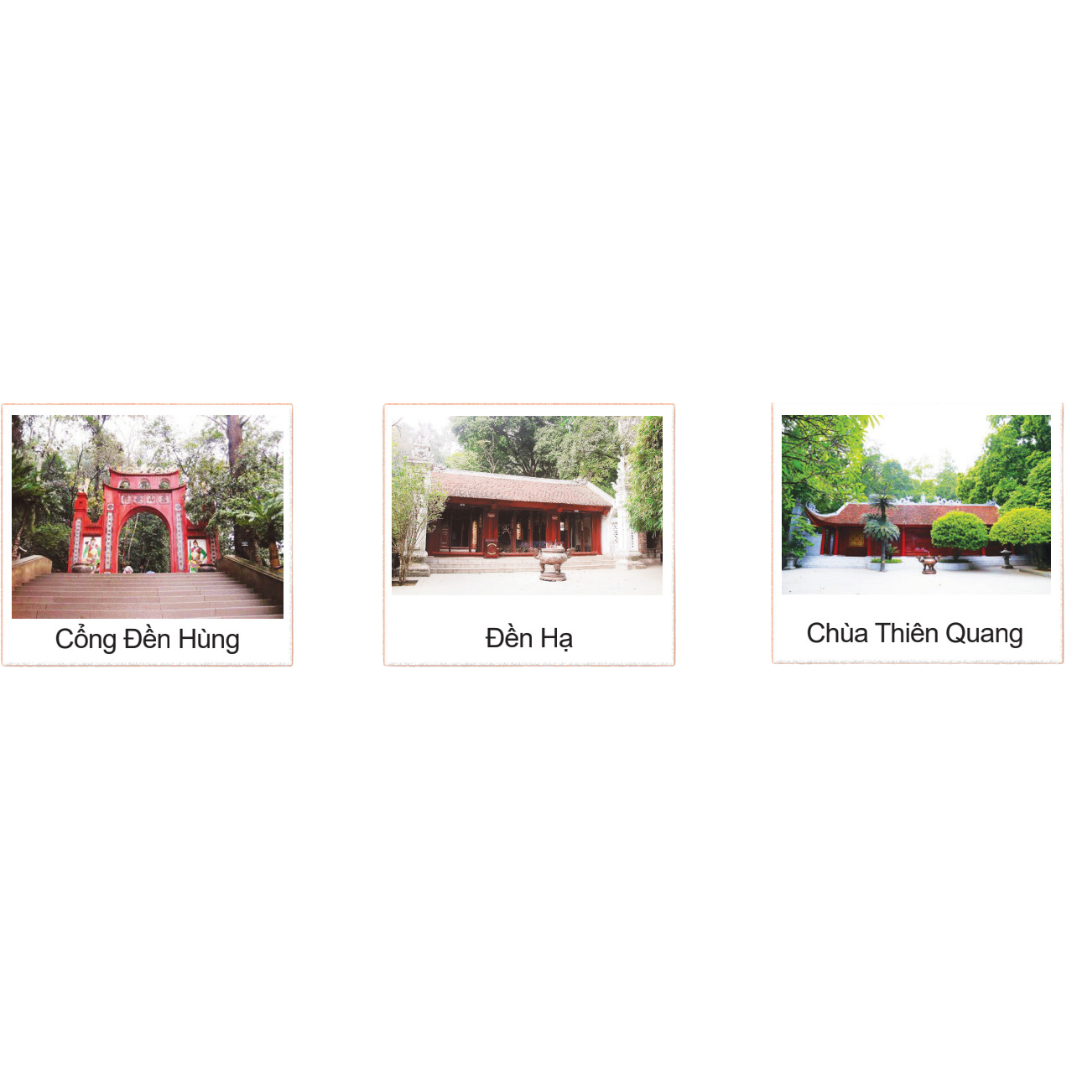 Cổng Đền Hùng
Đền Hạ
Chùa Thiên Quang